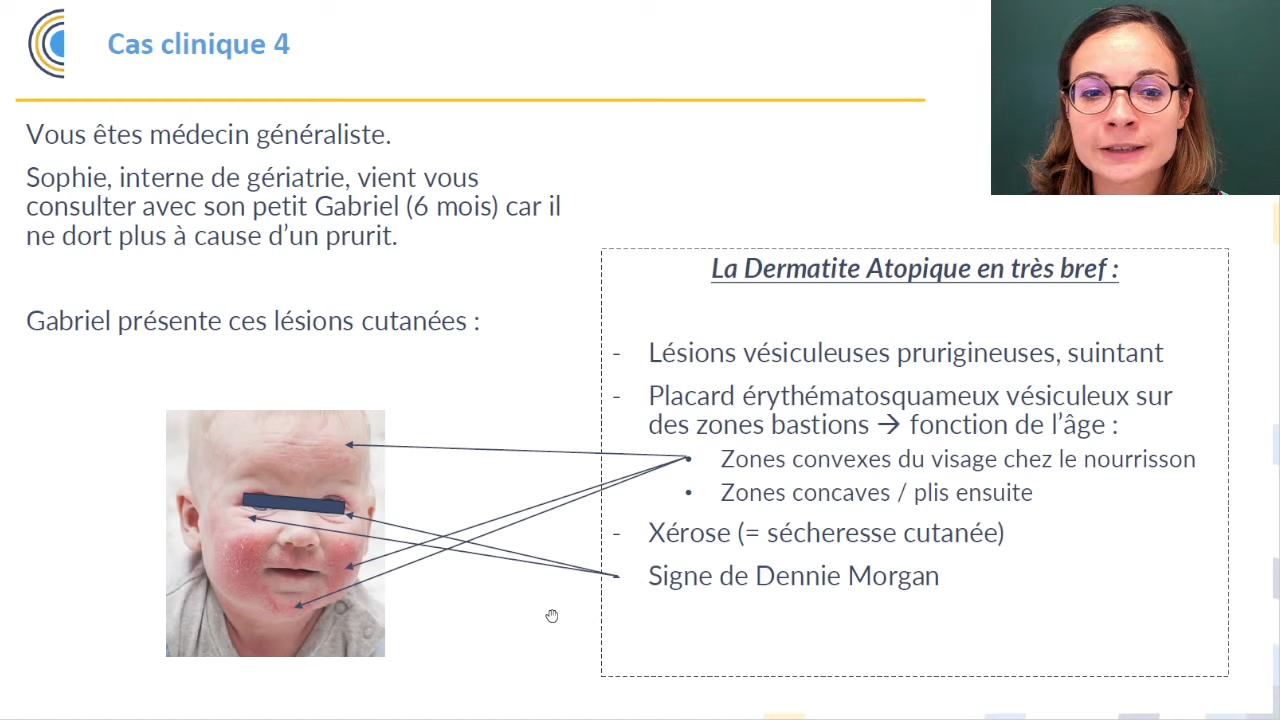 Cas clinique 4
Vous êtes médecin généraliste.
Sophie, interne de gériatrie, vient vous
consulter avec son petit Gabriel (6 mois) car il
ne dort plus à cause d’un prurit.
Gabriel présente ces lésions cutanées :
La Dermatite Atopique en très bref :
- Lésions vésiculeuses prurigineuses, suintant
- Placard érythématosquameux vésiculeux sur
des zones bastions → fonction de l’âge :
• Zones convexes du visage chez le nourrisson
• Zones concaves / plis ensuite
- Xérose (= sécheresse cutanée)
- Signe de Dennie Morgan